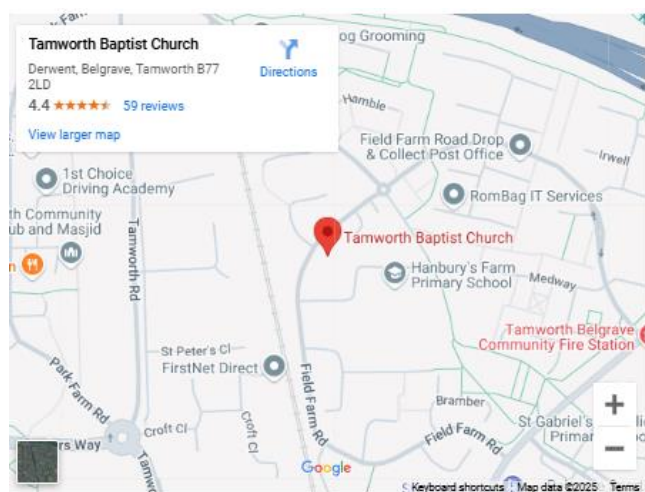 Tamworth Baptist Church
Derwent, Belgrave, Tamworth B77
2LD
4.4
59 reviews
View larger map
Directions
og Grooming
Hamble
Field Farm Road Drop
& Collect Post Office
Irwell
1st Choice
Driving Academy
RomBag IT Services
th Community
ub and Masjid
Tamworth Rd
Tamworth Baptist Church
Hanbury's Farm
Primary School
Medway
Tamworth Belgrave
Community Fire Station
St Peter's Cl
FirstNet Direct
Park Farm Rd
Field Farm Rd
Bramber
St Gabriel's
Primary
Croft Cl
Croft Cl
Field Farm Rd
ers Way
Tamw
Google
Keyboard shortcuts
Map data ©2025
Terms